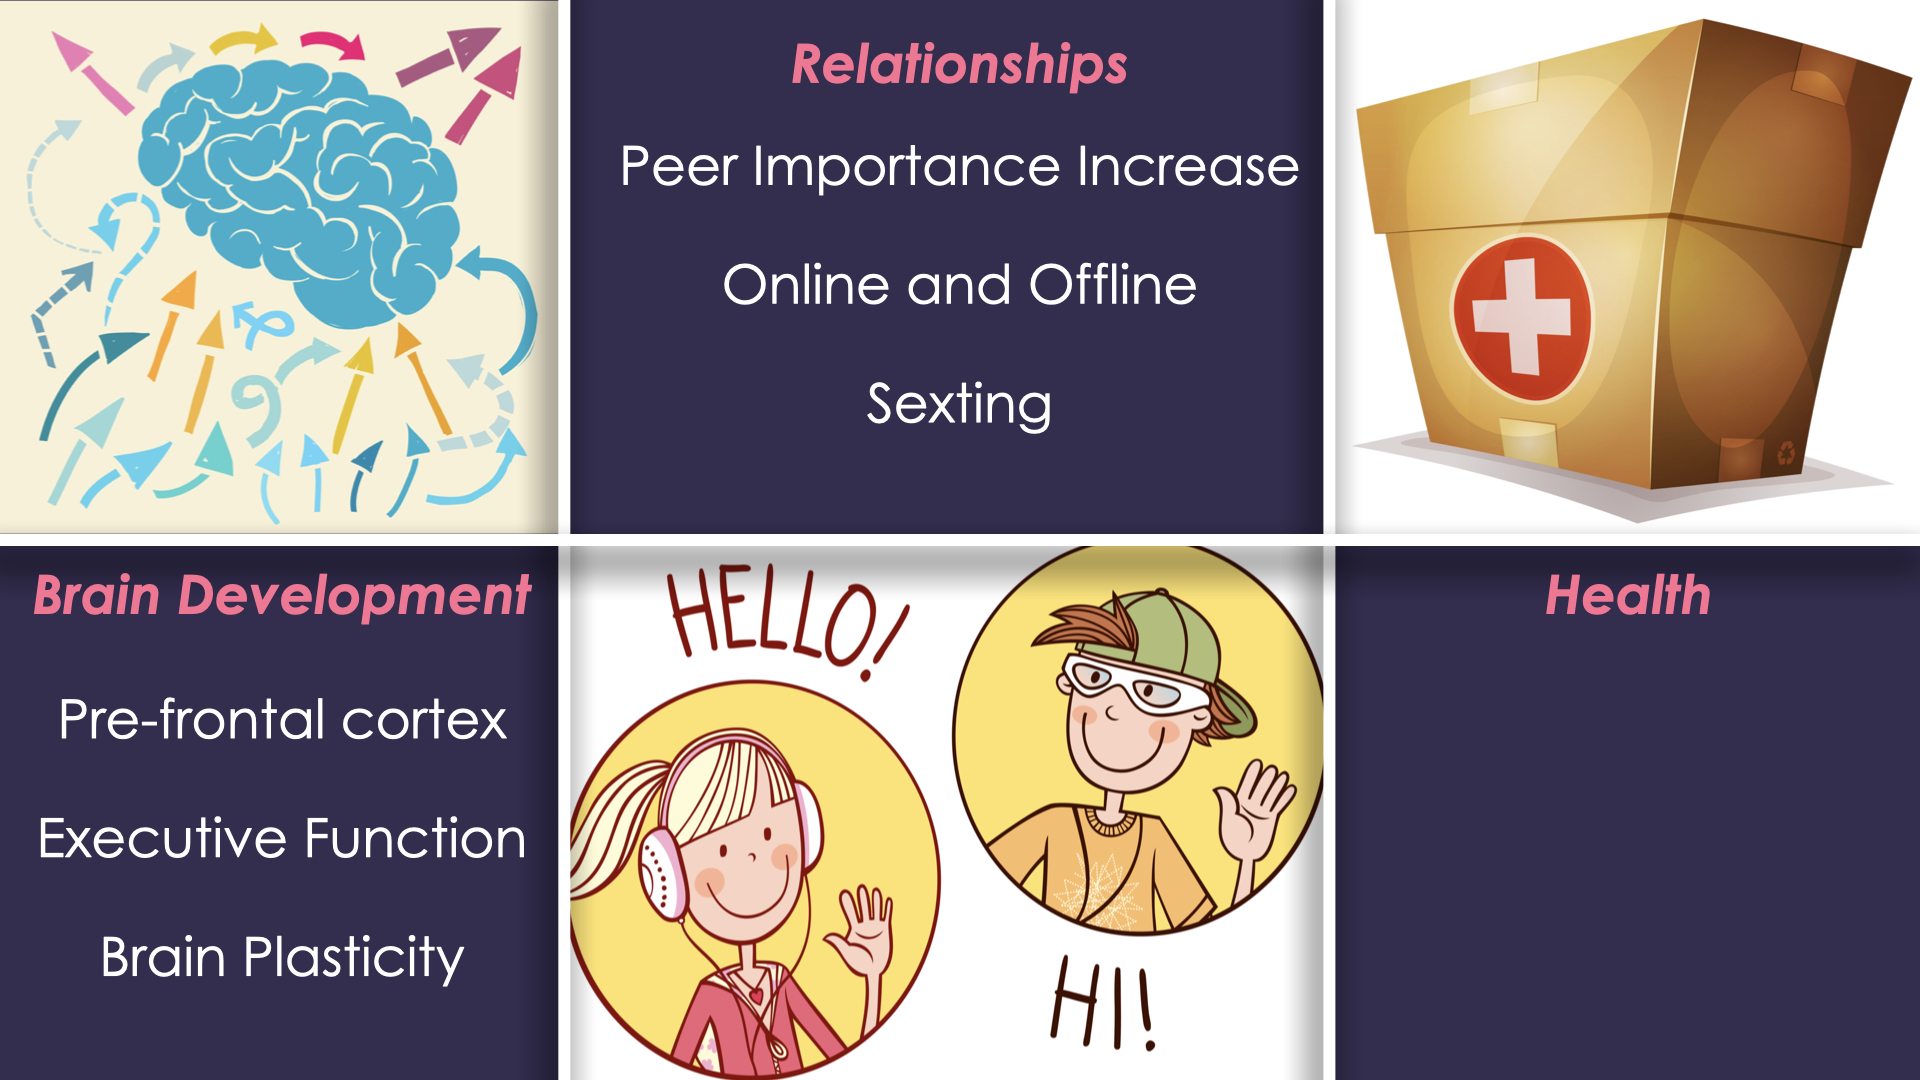 Relationships
Peer Importance Increase
Online and Offline
Sexting
Brain Development
Pre-frontal cortex
Executive Function
Brain Plasticity
HELLO!
HI!
Health